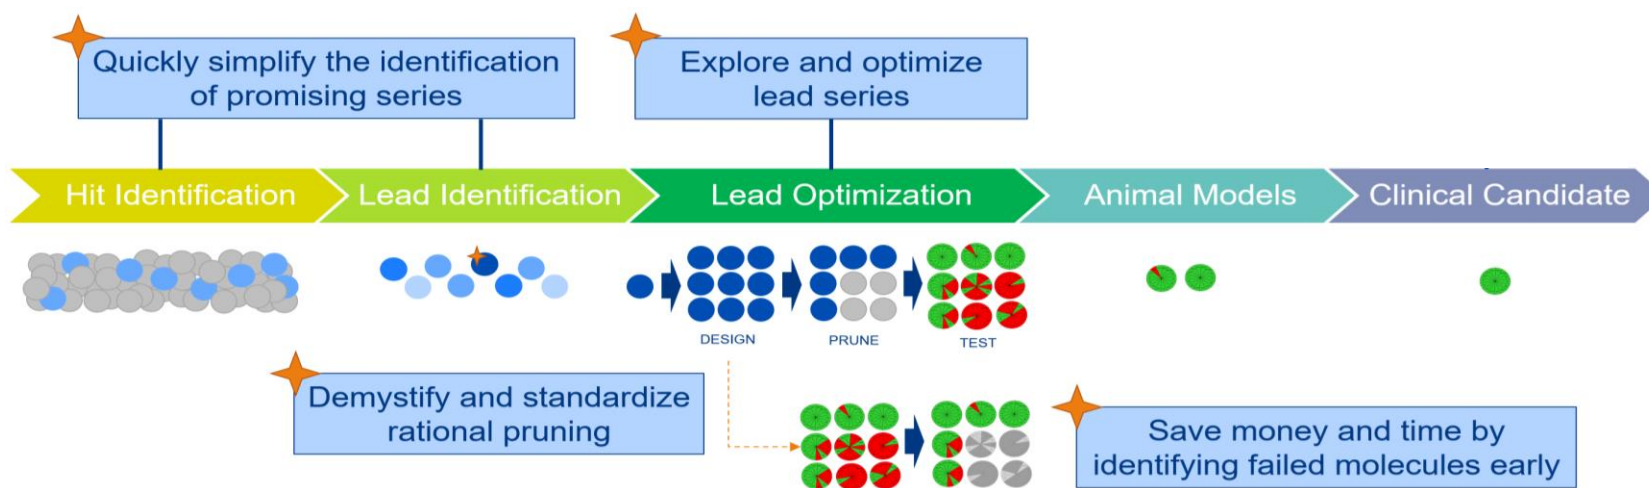 Quickly simplify the identification
of promising series
Explore and optimize
lead series
Hit Identification
Lead Identification
Lead Optimization
Animal Models
Clinical Candidate
DESIGN
PRUNE
TEST
Demystify and standardize
rational pruning
Save money and time by
identifying failed molecules early